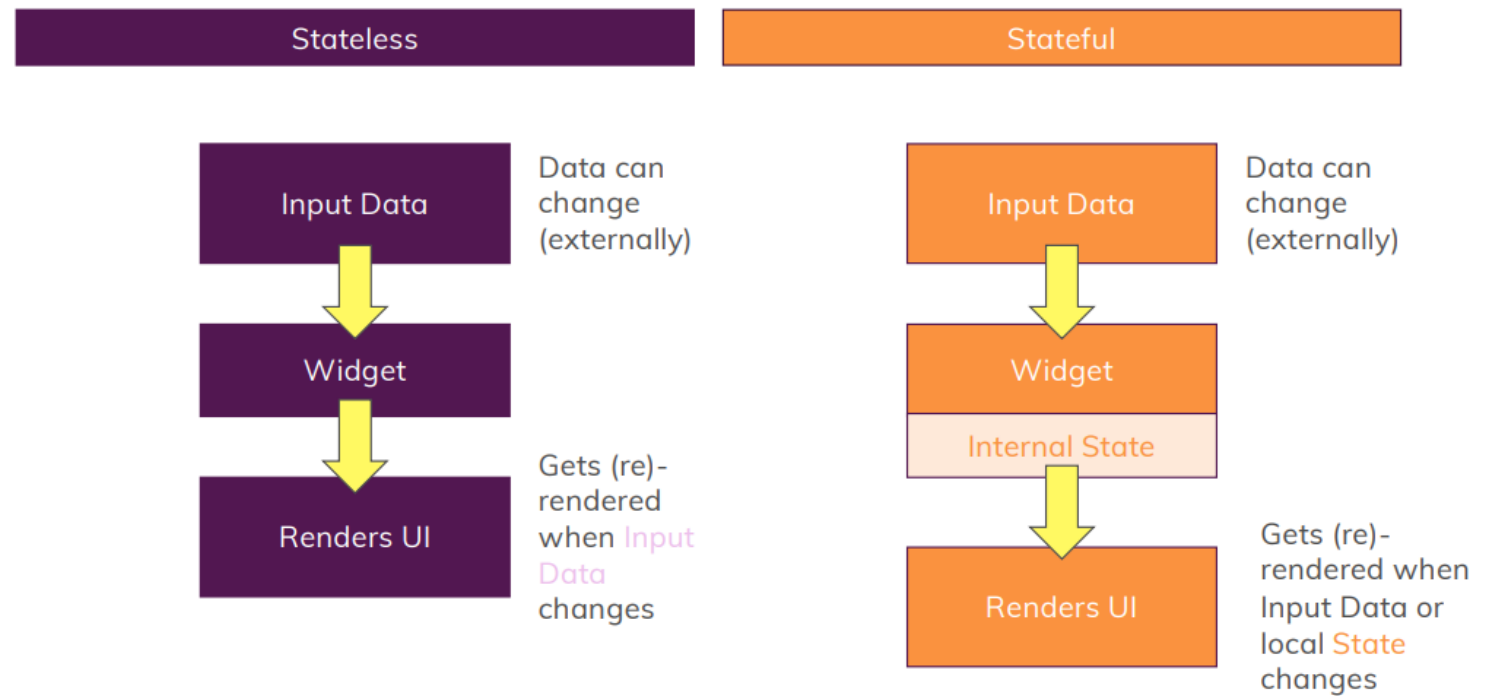 Stateless
Input Data
Data can
change
(externally)
Widget
Renders UI
Gets (re)-
rendered
when Input
Data
changes
Stateful
Input Data
Data can
change
(externally)
Widget
Internal State
Renders UI
Gets (re)-
rendered when
Input Data or
local State
changes